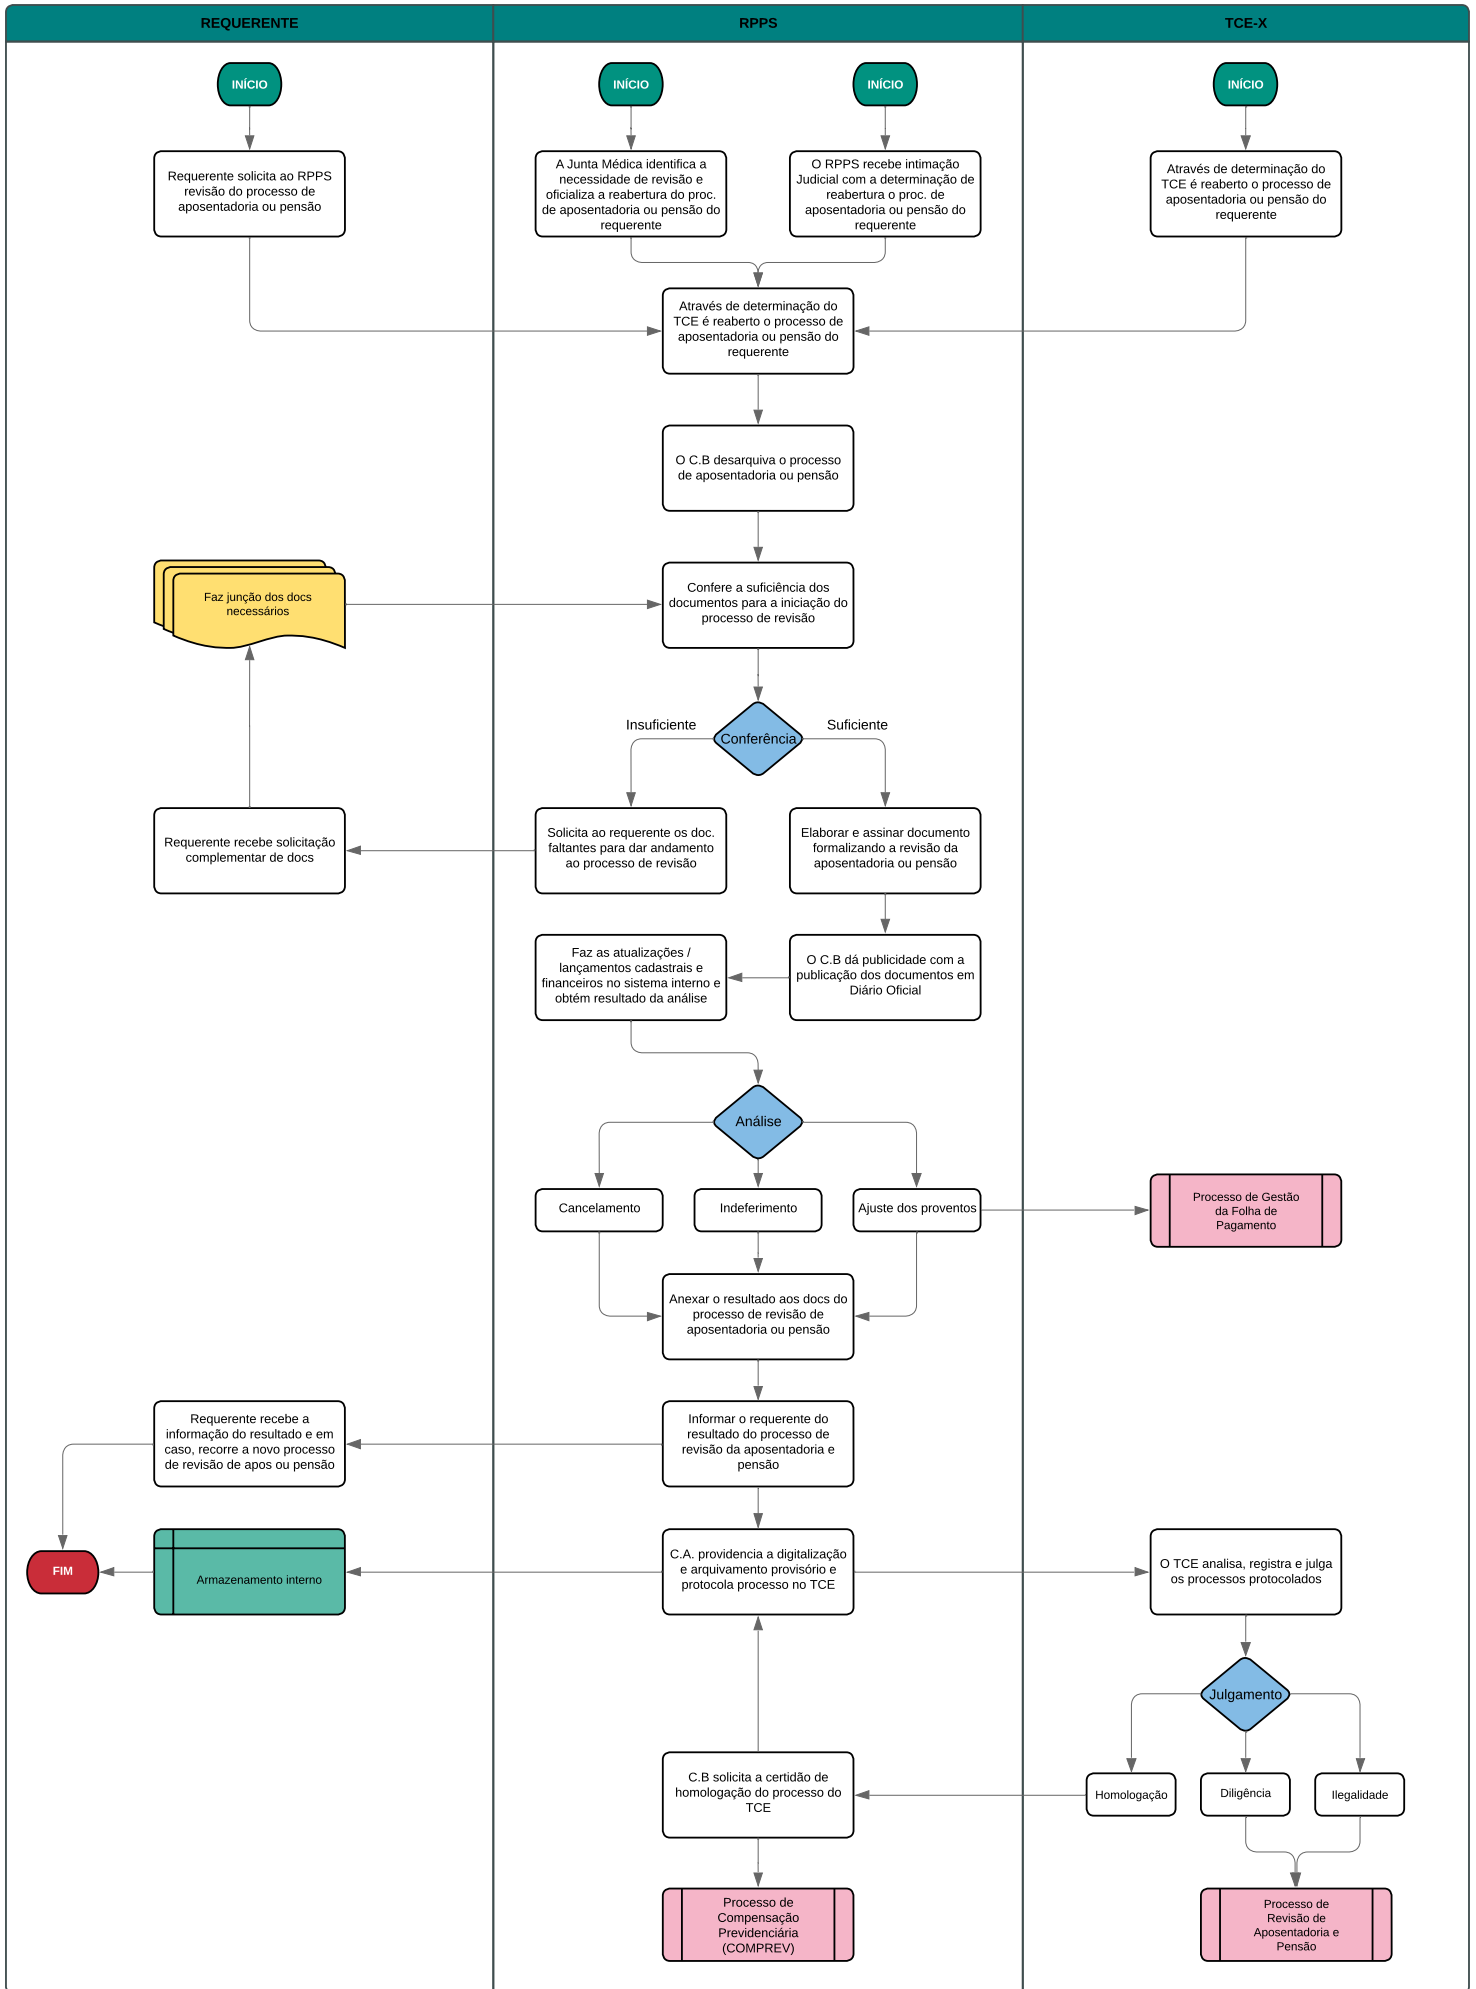 REQUERENTE
RPPS
TCE-X
INÍCIO
INÍCIO
INÍCIO
INÍCIO
Requerente solicita ao RPPS
revisão do processo de
aposentadoria ou pensão
A Junta Médica identifica a
necessidade de revisão e
oficializa a reabertura do proc.
de aposentadoria ou pensão do
requerente
O RPPS recebe intimação
Judicial com a determinação de
reabertura o proc. de
aposentadoria ou pensão do
requerente
Através de determinação do
TCE é reaberto o processo de
aposentadoria ou pensão do
requerente
Através de determinação do
TCE é reaberto o processo de
aposentadoria ou pensão do
requerente
O C.B desarquiva o processo
de aposentadoria ou pensão
Faz junção dos docs
necessários
Confere a suficiência dos
documentos para a iniciação do
processo de revisão
Insuficiente
Suficiente
Conferência
Requerente recebe solicitação
complementar de docs
Solicita ao requerente os doc.
faltantes para dar andamento
ao processo de revisão
Elaborar e assinar documento
formalizando a revisão da
aposentadoria ou pensão
Faz as atualizações /
lançamentos cadastrais e
financeiros no sistema interno e
obtém resultado da análise
O C.B dá publicidade com a
publicação dos documentos em
Diário Oficial
Análise
Cancelamento
Indeferimento
Ajuste dos proventos
Processo de Gestão
da Folha de
Pagamento
Anexar o resultado aos docs do
processo de revisão de
aposentadoria ou pensão
Requerente recebe a
informação do resultado e em
caso, recorre a novo processo
de revisão de apos ou pensão
Informar o requerente do
resultado do processo de
revisão da aposentadoria e
pensão
FIM
Armazenamento interno
C.A. providencia a digitalização
e arquivamento provisório e
protocola processo no TCE
O TCE analisa, registra e julga
os processos protocolados
Julgamento
C.B solicita a certidão de
homologação do processo do
TCE
Homologação
Diligência
Ilegalidade
Processo de
Compensação
Previdenciária
(COMPREV)
Processo de
Revisão de
Aposentadoria e
Pensão